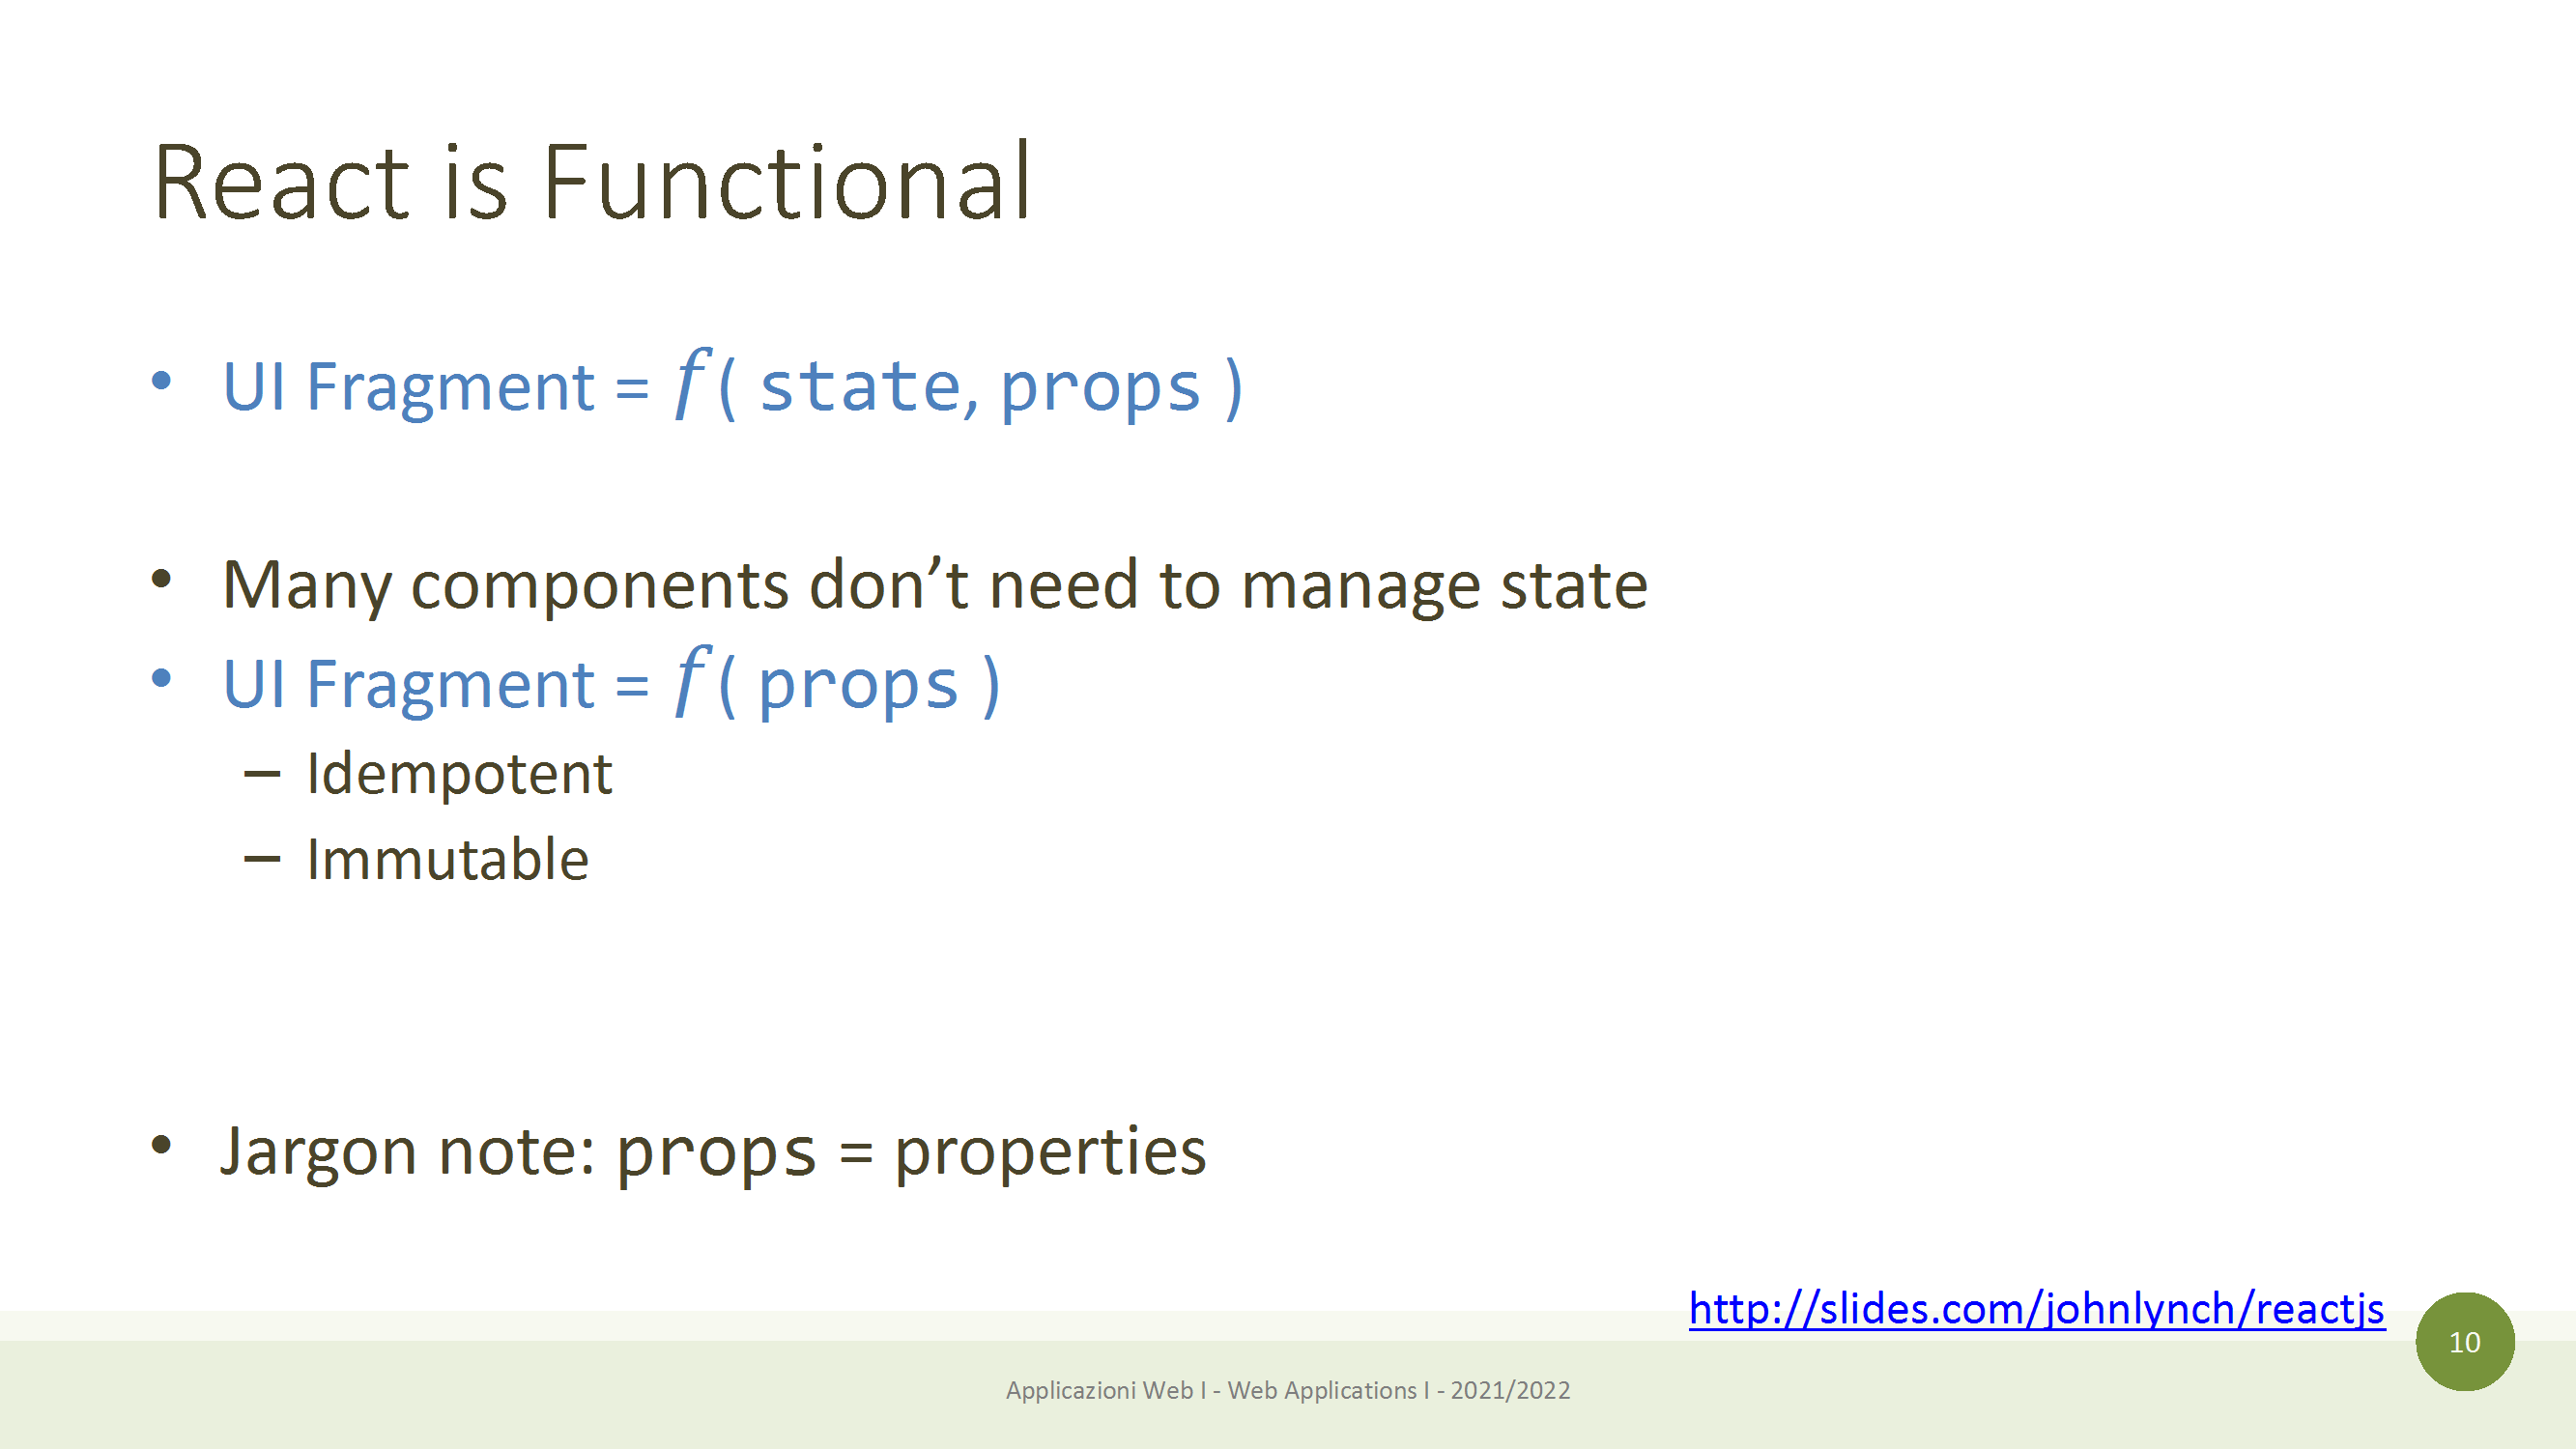 React is Functional
• UI Fragment = f ( state, props )
• Many components don’t need to manage state
• UI Fragment = f ( props )
– Idempotent
– Immutable
• Jargon note: props = properties
http://slides.com/johnlynch/reactjs
10
Applicazioni Web I - Web Applications I - 2021/2022